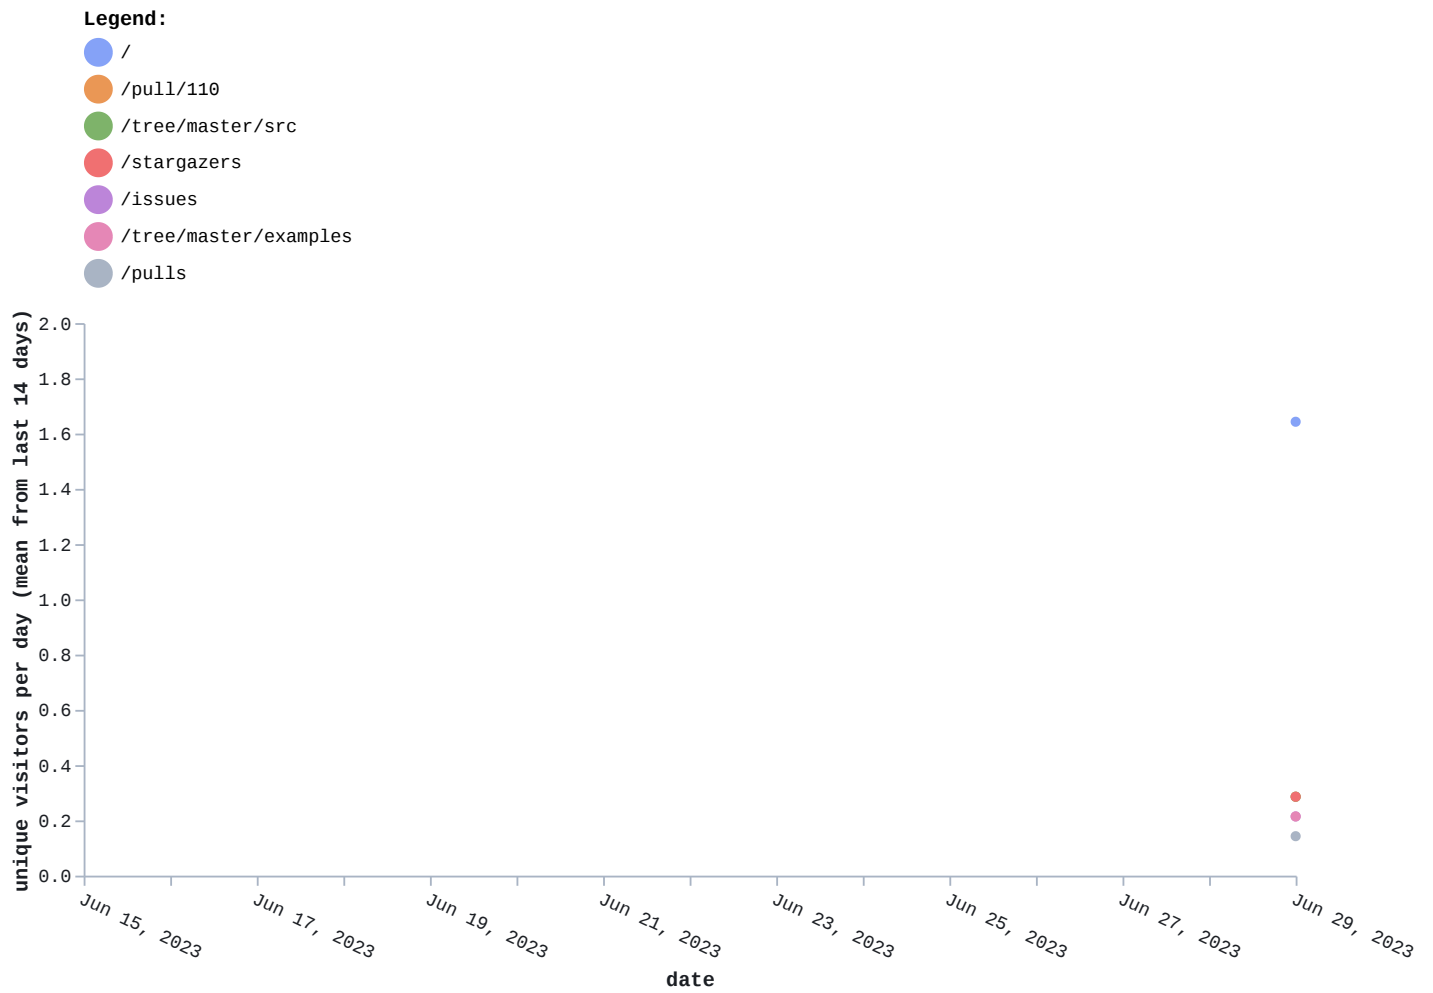 Legend:
/
/pull/110
/tree/master/src
/stargazers
/issues
/tree/master/examples
/pulls
unique visitors per day (mean from last 14 days)
2.0
1.8
1.6
1.4
1.2
1.0
0.8
0.6
0.4
0.2
0.0
Jun 15, 2023
Jun 17, 2023
Jun 19, 2023
Jun 21, 2023
Jun 23, 2023
Jun 25, 2023
Jun 27, 2023
Jun 29, 2023
date